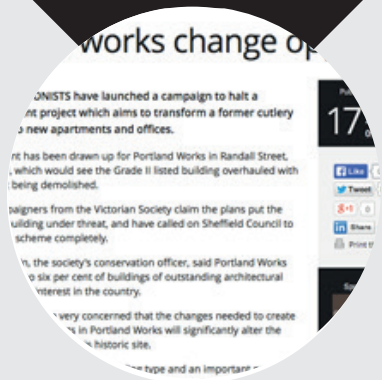 works change op
ONISTS have launched a campaign to halt a
nt project which aims to transform a former cutlery
o new apartments and offices.
nt has been drawn up for Portland Works in Randall Street,
, which would see the Grade II listed building overhauled with
being demolished.
paigners from the Victorian Society claim the plans put the
uilding under threat, and have called on Sheffield Council to
scheme completely.
n, the society's conservation officer, said Portland Works
o six per cent of buildings of outstanding architectural
interest in the country.
very concerned that the changes needed to create
s in Portland Works will significantly alter the
s historic site.
type and an important
17
Like
Tweet
+1 0
in Share
Print th